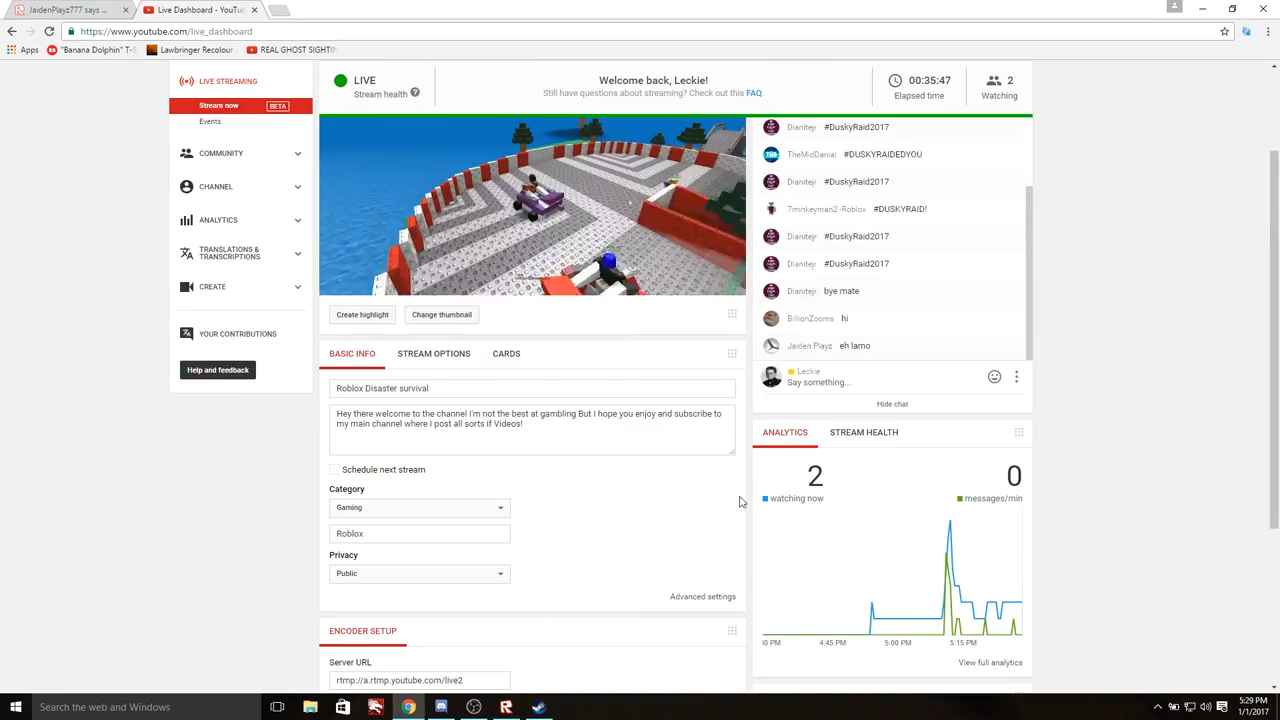 JaidenPlayz777 says ...
Live Dashboard - YouTu
https://www.youtube.com/live_dashboard
Apps
"Banana Dolphin" T-S
Lawbringer Recolour
REAL GHOST SIGHTIN
LIVE STREAMING
Stream now
BETA
Events
COMMUNITY
CHANNEL
ANALYTICS
TRANSLATIONS &
TRANSCRIPTIONS
CREATE
YOUR CONTRIBUTIONS
Help and feedback
LIVE
Stream health
Welcome back, Leckie!
Still have questions about streaming? Check out this FAQ.
00:35:47
Elapsed time
2
Watching
Create highlight
Change thumbnail
BASIC INFO
STREAM OPTIONS
CARDS
Roblox Disaster survival
Hey there welcome to the channel I'm not the best at gambling But I hope you enjoy and subscribe to
my main channel where I post all sorts if Videos!
Schedule next stream
Category
Gaming
Roblox
Privacy
Public
Advanced settings
ENCODER SETUP
Server URL
rtmp://a.rtmp.youtube.com/live2
Dianitejr #DuskyRaid2017
TheMidDanial #DUSKYRAIDEDYOU
Dianitejr #DuskyRaid2017
7minkeyman2 -Roblox #DUSKYRAID!
Dianitejr #DuskyRaid2017
Dianitejr #DuskyRaid2017
Dianitejr bye mate
BillionZooms hi
Jaiden Playz eh lamo
Leckie
Say something...
Hide chat
ANALYTICS
STREAM HEALTH
2
watching now
0
messages/min
30 PM
4:45 PM
5:00 PM
5:15 PM
View full analytics
Search the web and Windows
5:29 PM
1/1/2017